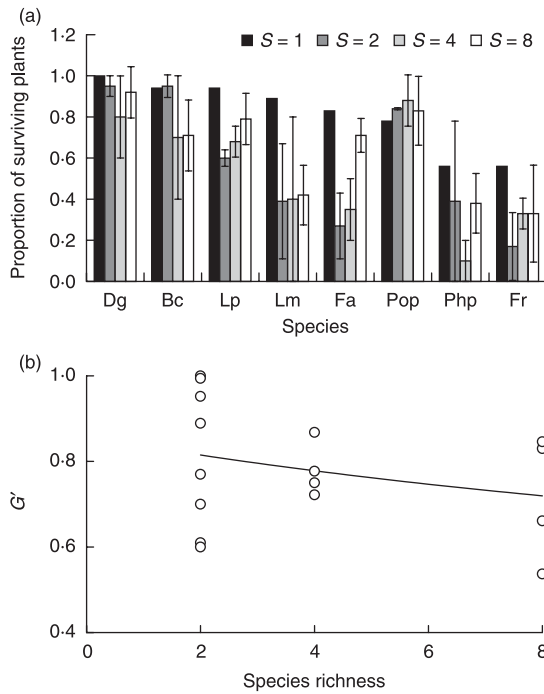 (a)
1·2
1·0
0·8
0·6
0·4
0·2
0·0
Proportion of surviving plants
S = 1 S = 2 S = 4 S = 8
Dg Bc Lp Lm Fa Pop Php Fr
Species
(b)
1·0
0·8
0·6
0·4
G′
0 2 4 6 8
Species richness